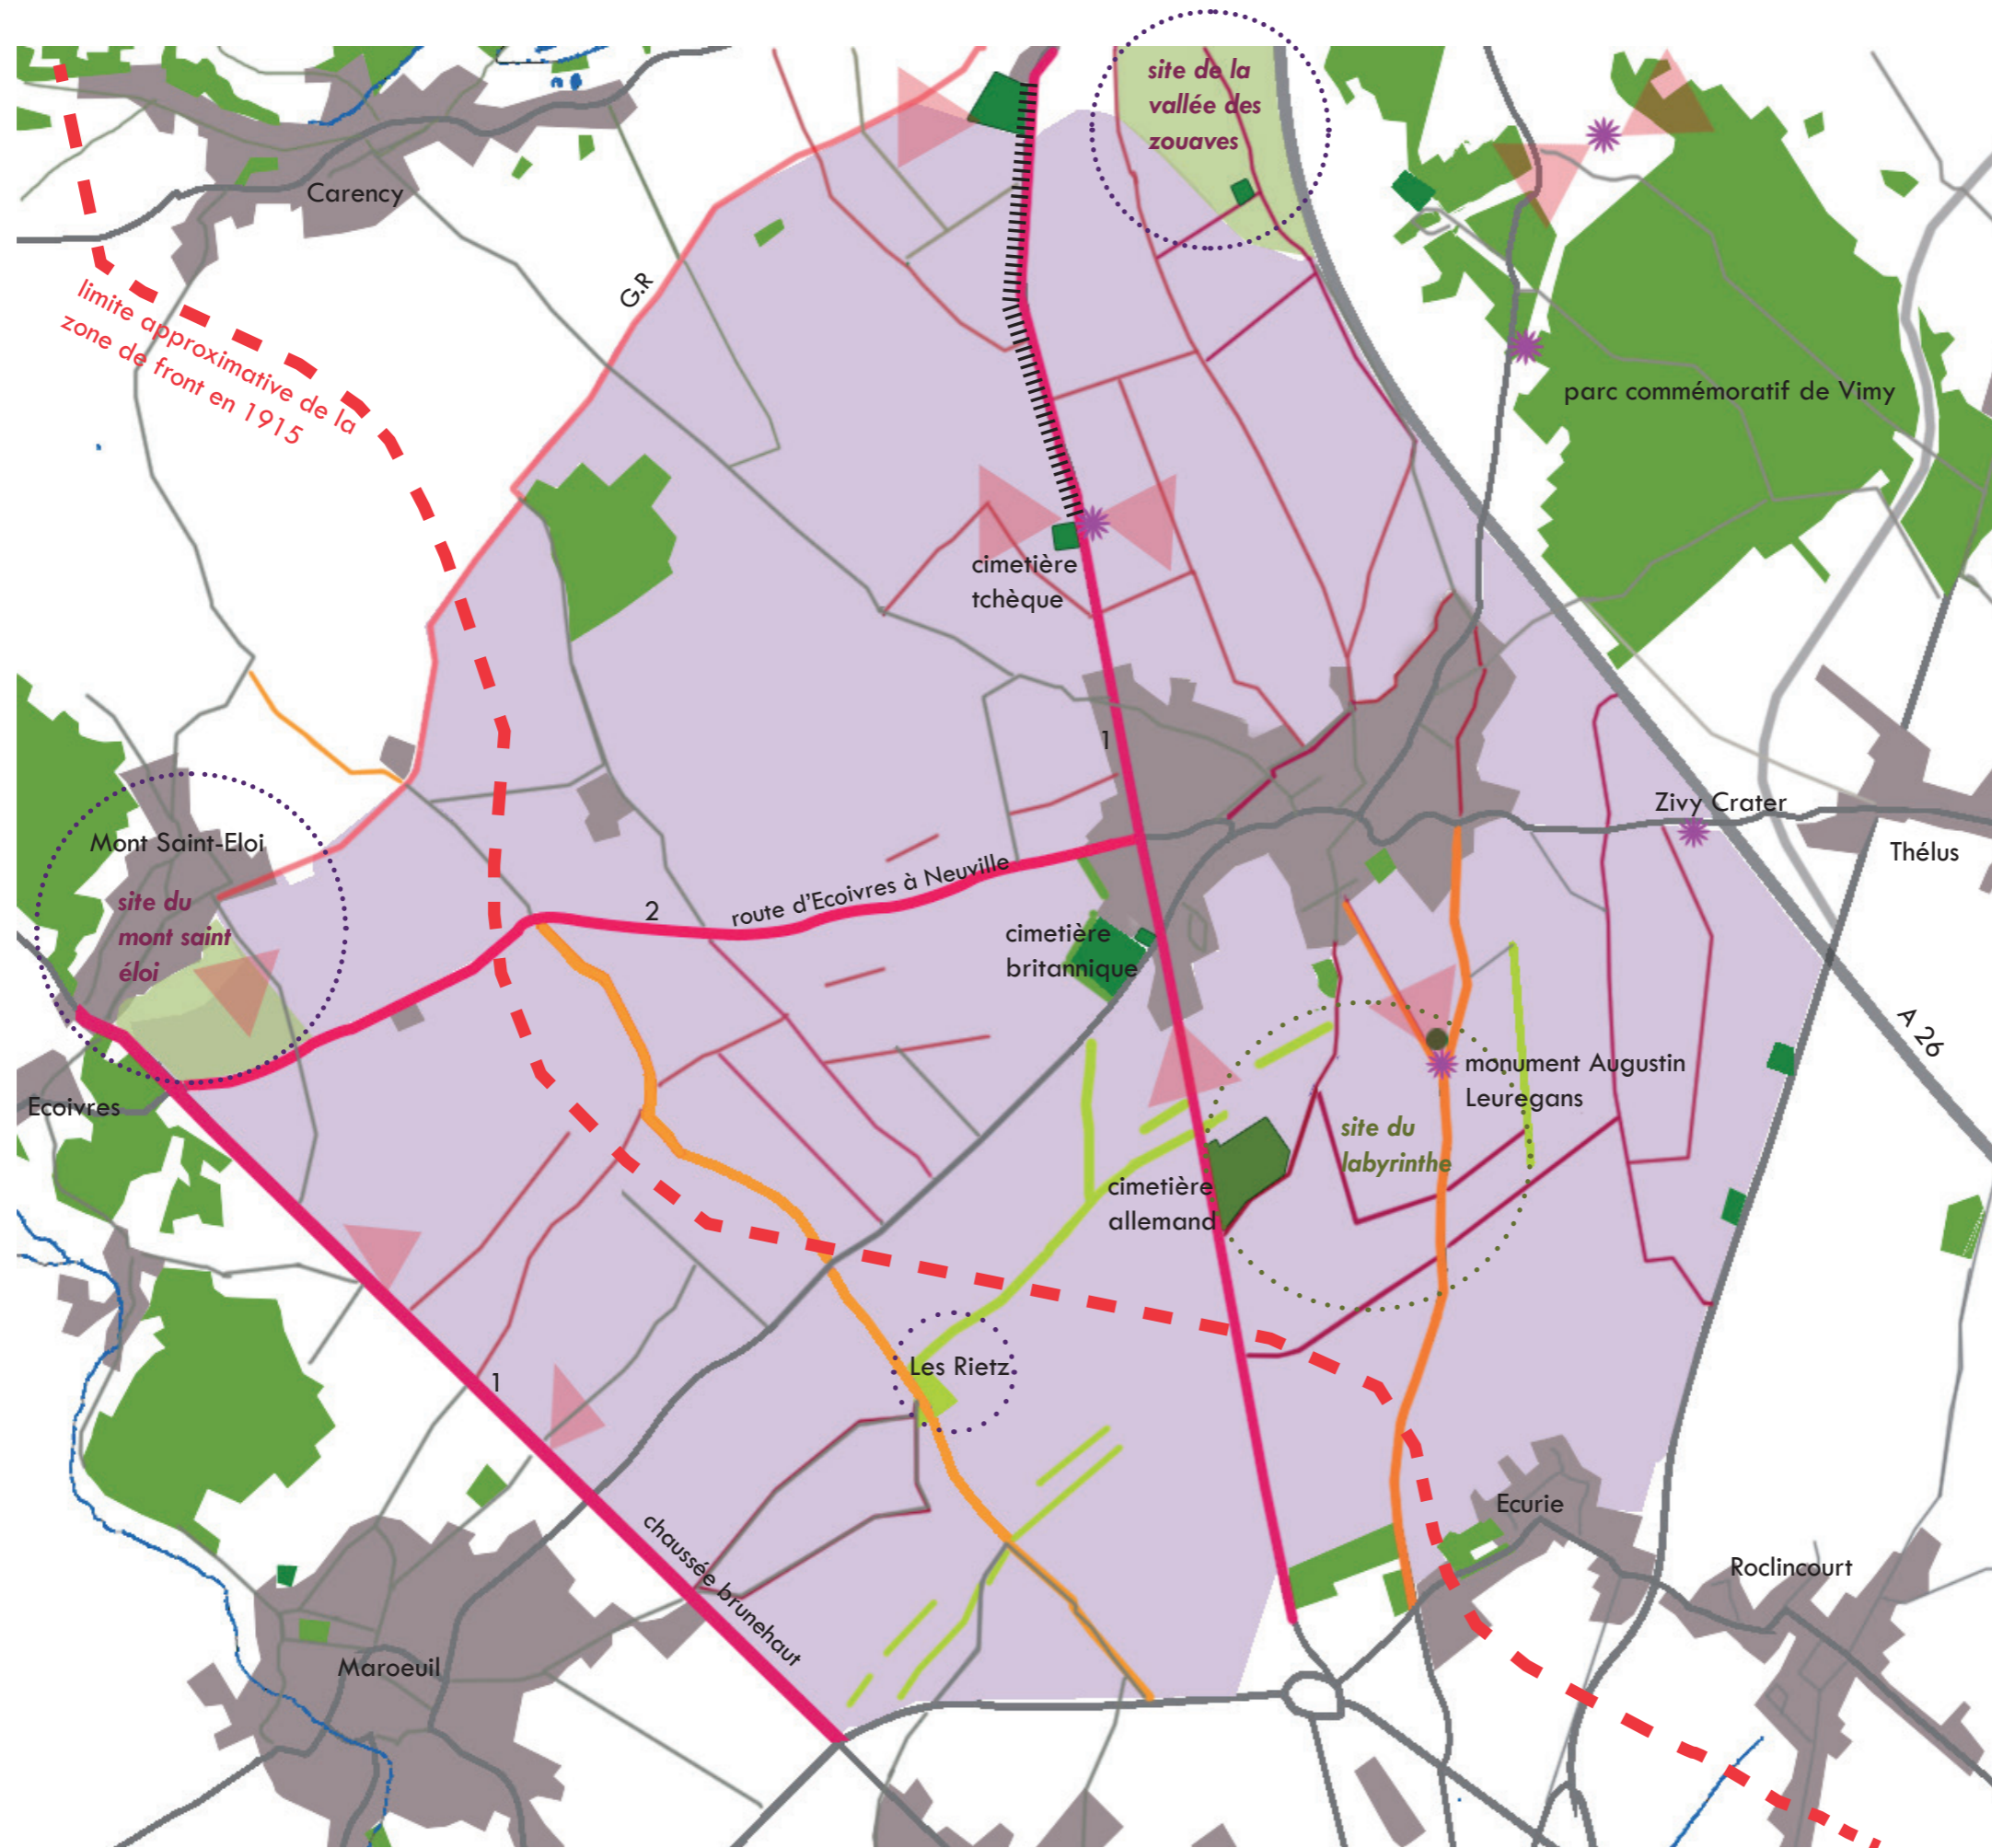 site de la
vallée des
zouaves
Carency
G.R
limite approximative de la
zone de front en 1915
parc commémoratif de Vimy
cimetière
tchèque
1
Zivy Crater
Thélus
Mont Saint-Eloi
site du
mont saint
éloi
2
route d'Ecoivres à Neuville
cimetière
britannique
A 26
monument Augustin
Leuregans
Ecoivres
site du
labyrinthe
cimetière
allemand
Les Rietz
1
chaussée brunehaut
Ecurie
Roclincourt
Maroeuil